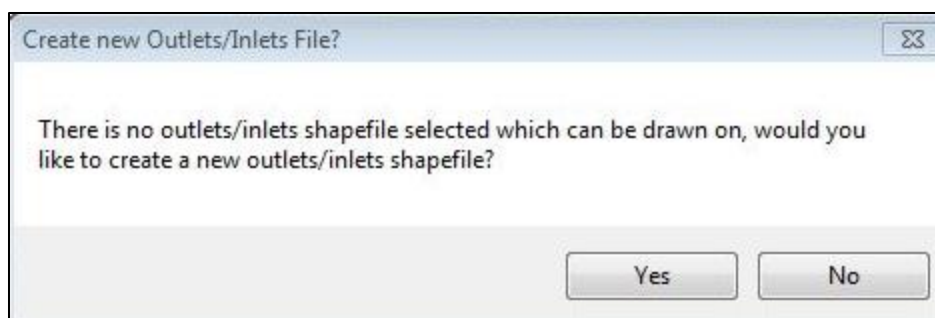 Create new Outlets/Inlets File?
There is no outlets/inlets shapefile selected which can be drawn on, would you
like to create a new outlets/inlets shapefile?
Yes No